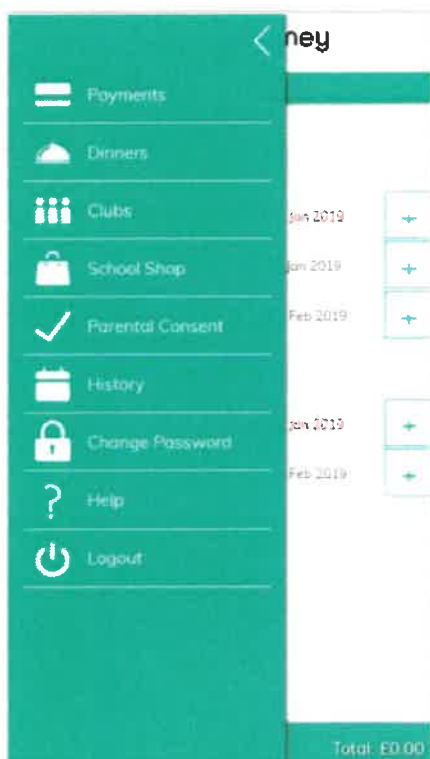 ney
Payments
Dinners
Clubs
Jan 2019
School Shop
Jan 2019
Parental Consent
Feb 2019
History
Change Password
Jan 2019
Help
Feb 2019
Logout
Total: £0.00